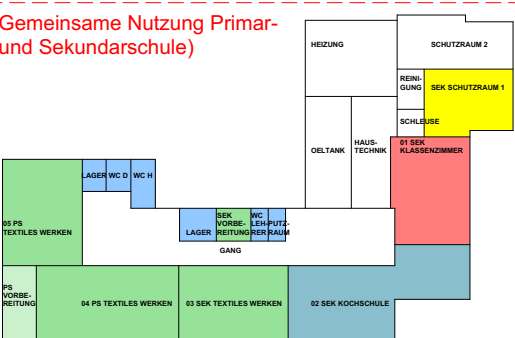 Gemeinsame Nutzung Primar-
und Sekundarschule)
HEIZUNG
SCHUTZRAUM 2
REINI-
GUNG
SEK SCHUTZRAUM 1
SCHLEUSE
OELTANK
HAUS-
TECHNIK
01 SEK
KLASSENZIMMER
LAGER
WC D
WC H
05 PS
TEXTILES WERKEN
LAGER
SEK
VORBE-
REITUNG
WC
LEH-
RER
PUTZ-
RAUM
GANG
PS
VORBE-
REITUNG
04 PS TEXTILES WERKEN
03 SEK TEXTILES WERKEN
02 SEK KOCHSCHULE